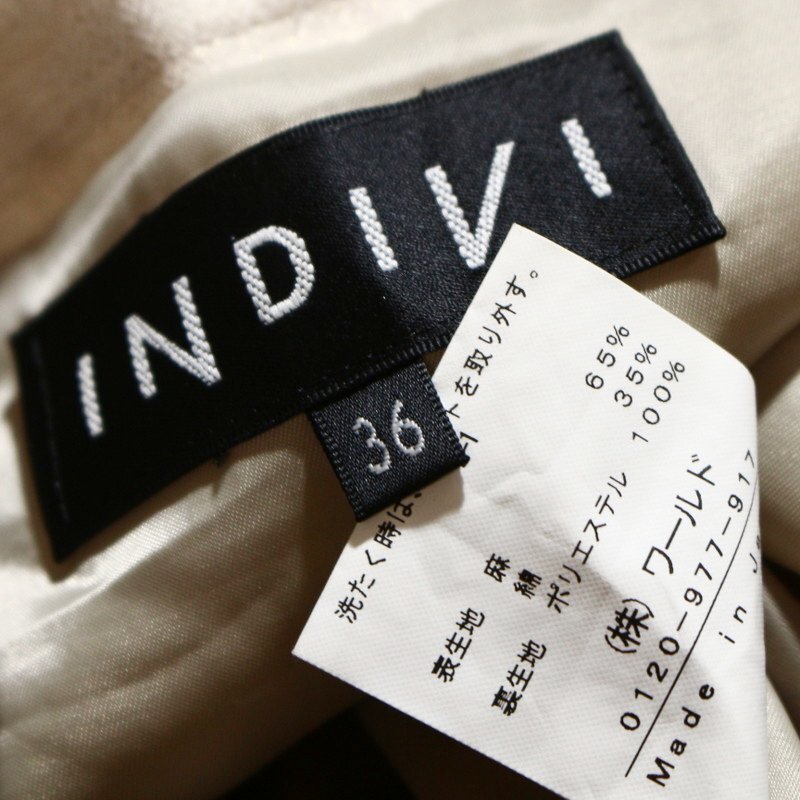 INDIVI
36
洗たく時は
トを取り外す。
表生地 麻 65%
綿 35%
裏生地 ポリエステル 100%
(株) ワールド
0120-977-917
Made in